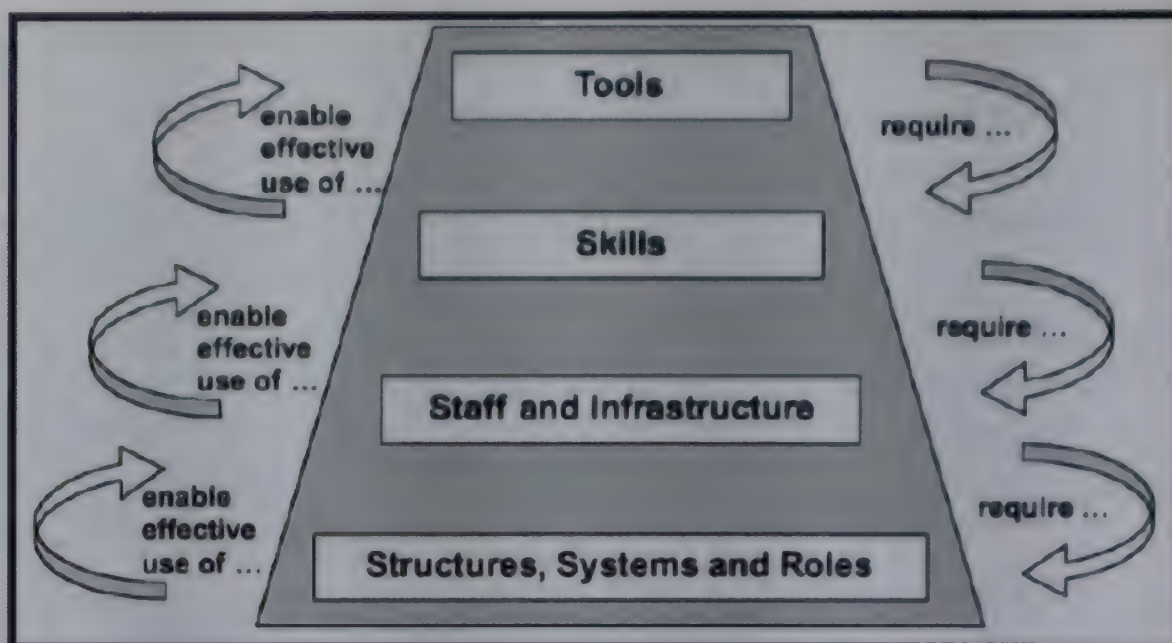 Tools
enable
effective
use of ...
require ...
Skills
enable
effective
use of ...
require ...
Staff and Infrastructure
enable
effective
use of ...
require ...
Structures, Systems and Roles